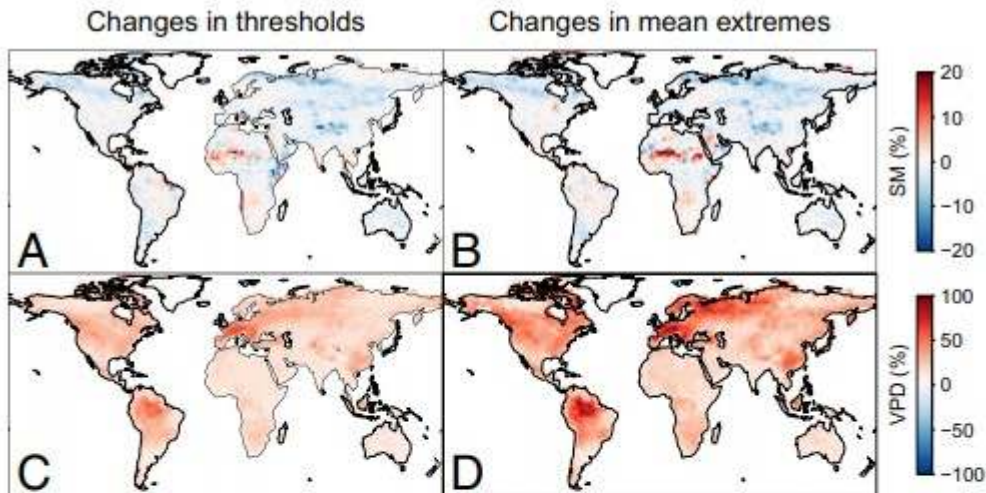 Changes in thresholds
Changes in mean extremes
A
B
20
10
0
−10
−20
SM (%)
C
D
100
50
0
−50
−100
VPD (%)